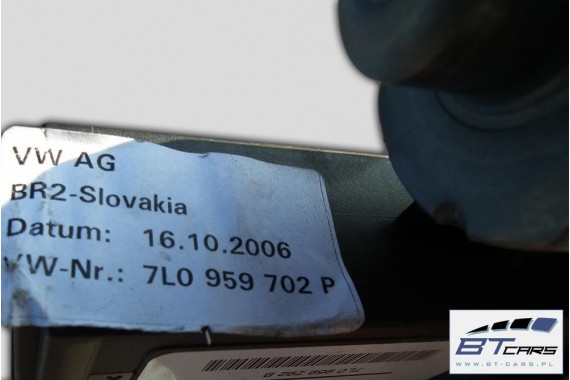 VW AG
BR2-Slovakia
Datum: 16.10.2006
VW-Nr.: 7L0 959 702 P
BTCARS
WWW.BT-CARS.PL